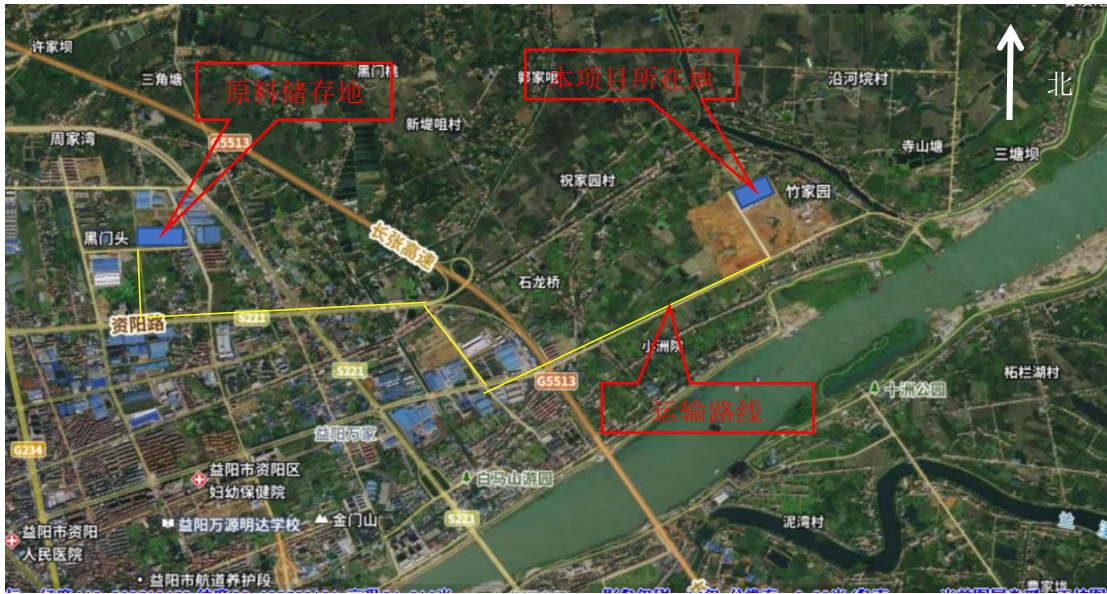 许家坝
三角塘
黑门桃
原料储存地
郭家咀
本项目所在地
沿河垸村
北
周家湾
G5513
新堤咀村
寺山塘
三塘坝
祝家园村
竹家园
黑门头
长张高速
石龙桥
资阳路
S221
小洲院
S221
G5513
柘栏湖村
十洲公园
运输路线
益阳万家
G234
益阳市资阳区
妇幼保健院
白马山游园
益阳万源明达学校
金门山
S221
泥湾村
益阳市资阳
人民医院
益阳市航道养护段
曹家垅